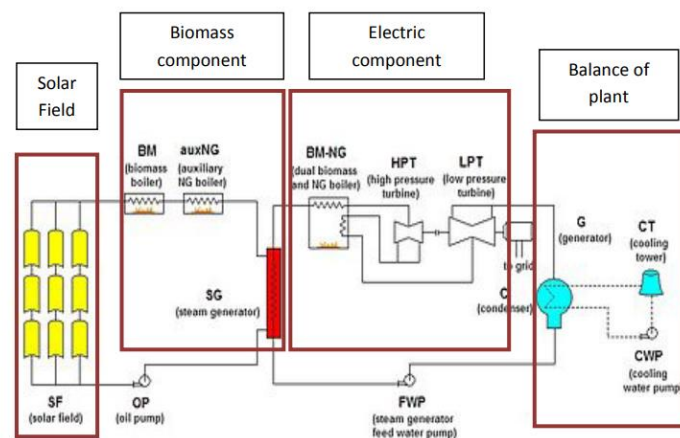 Solar
Field
Biomass
component
Electric
component
Balance of
plant
BM
(biomass
boiler)
auxNG
(auxiliary
NG boiler)
BM-NG
(dual biomass
and NG boiler)
HPT
(high pressure
turbine)
LPT
(low pressure
turbine)
G
(generator)
CT
(cooling
tower)
to grid
SG
(steam generator)
C
(condenser)
CWP
(cooling
water pump)
SF
(solar field)
OP
(oil pump)
FWP
(steam generator
feed water pump)